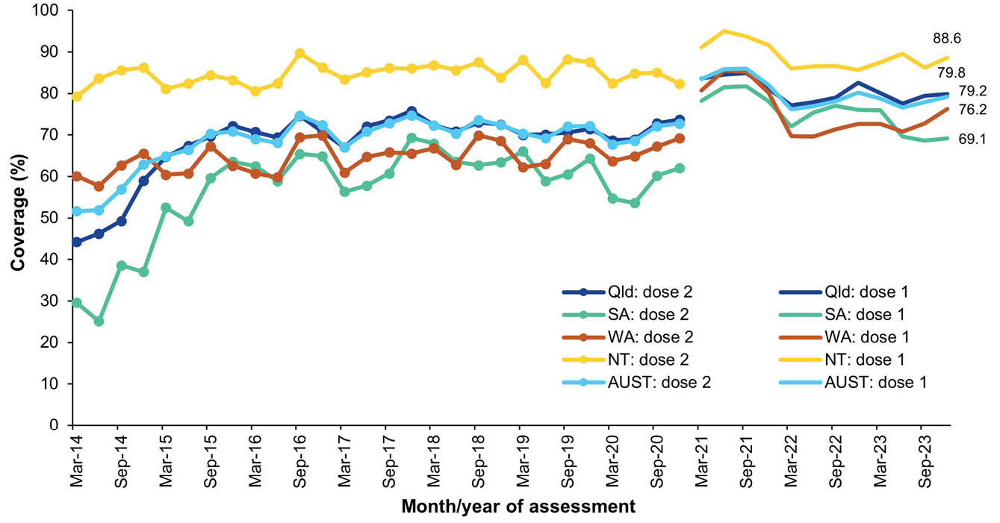 100
90
80
70
60
50
40
30
20
10
0
Coverage (%)
88.6
79.8
79.2
76.2
69.1
Qld: dose 2 Qld: dose 1
SA: dose 2 SA: dose 1
WA: dose 2 WA: dose 1
NT: dose 2 NT: dose 1
AUST: dose 2 AUST: dose 1
Mar-14 Sep-14 Mar-15 Sep-15 Mar-16 Sep-16 Mar-17 Sep-17 Mar-18 Sep-18 Mar-19 Sep-19 Mar-20 Sep-20 Mar-21 Sep-21 Mar-22 Sep-22 Mar-23 Sep-23
Month/year of assessment